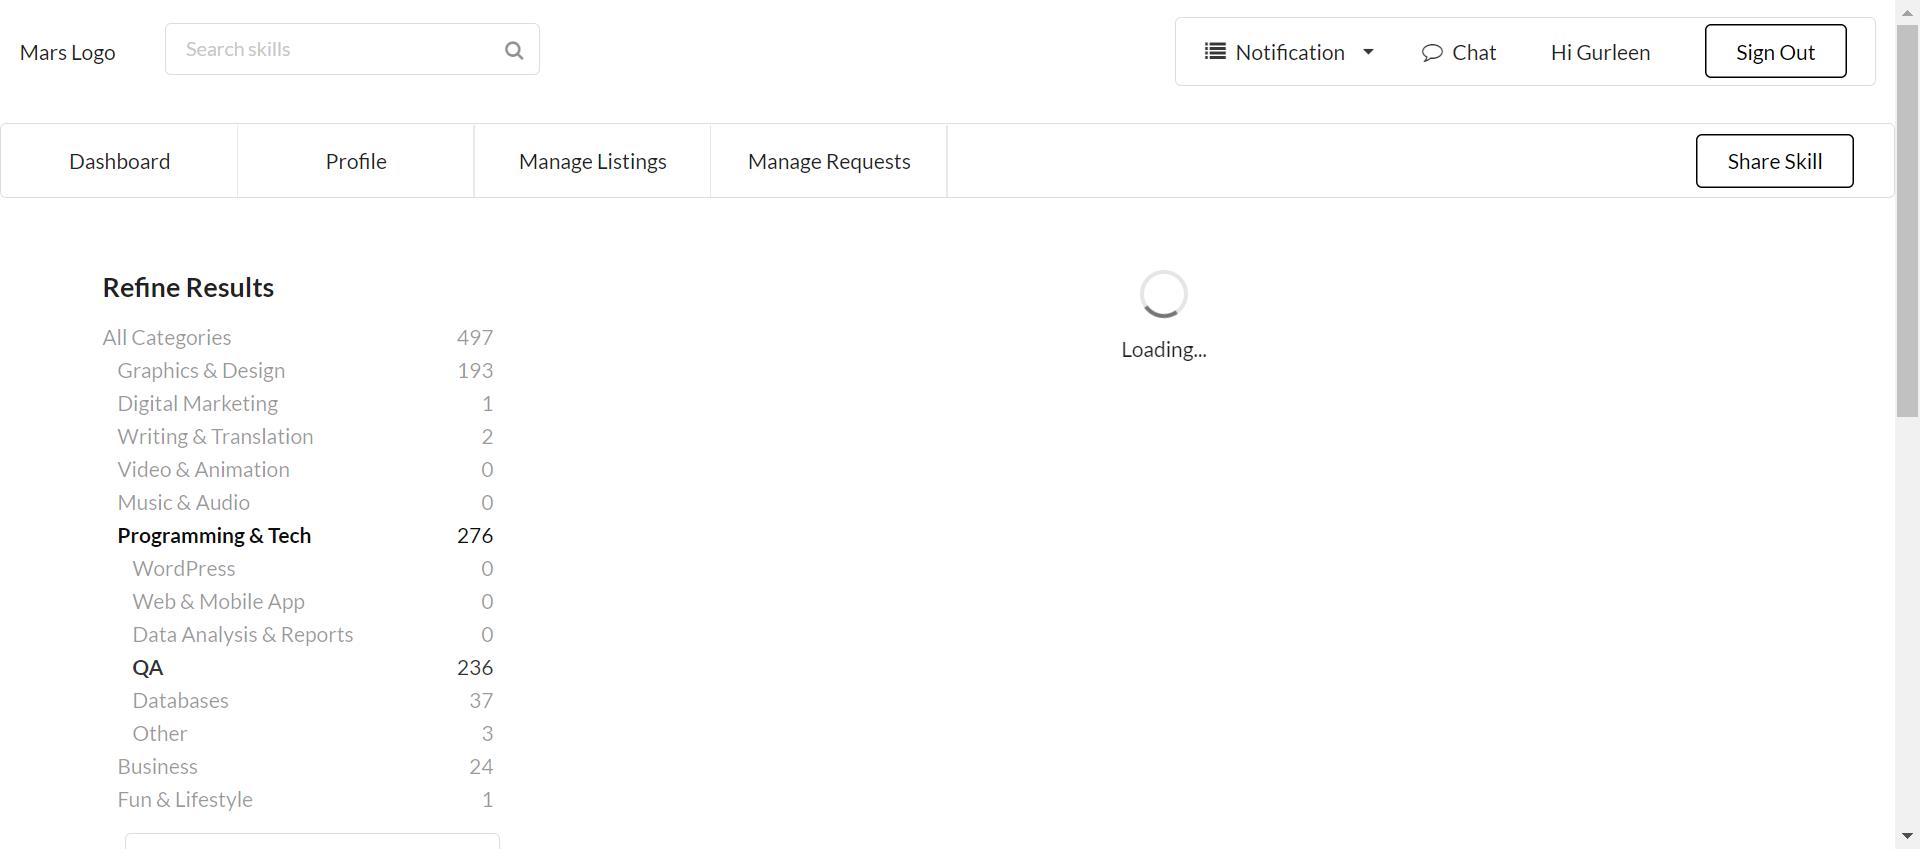 Mars Logo
Search skills
Notification
Chat
Hi Gurleen
Sign Out
Dashboard
Profile
Manage Listings
Manage Requests
Share Skill
Refine Results
All Categories 497
Graphics & Design 193
Digital Marketing 1
Writing & Translation 2
Video & Animation 0
Music & Audio 0
Programming & Tech 276
WordPress 0
Web & Mobile App 0
Data Analysis & Reports 0
QA 236
Databases 37
Other 3
Business 24
Fun & Lifestyle 1
Loading...